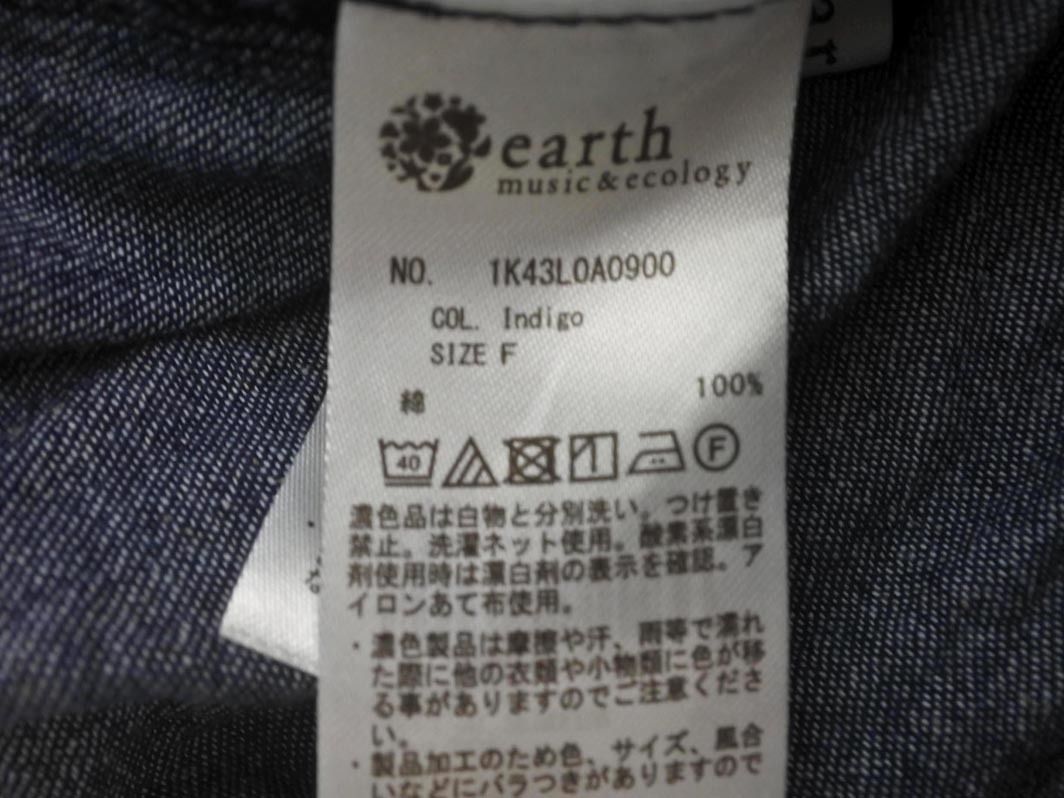 earth
music&ecology
NO. 1K43L0A0900
COL. Indigo
SIZE F
綿 100%
40 F
濃色品は白物と分別洗い。つけ置き
禁止。洗濯ネット使用。酸素系漂白
剤使用時は漂白剤の表示を確認。ア
イロンあて布使用。
・濃色製品は摩擦や汗、雨等で濡れ
た際に他の衣類や小物類に色が移
る事がありますのでご注意くださ
い。
・製品加工のため色、サイズ、風合
いなどにバラつきがありますので